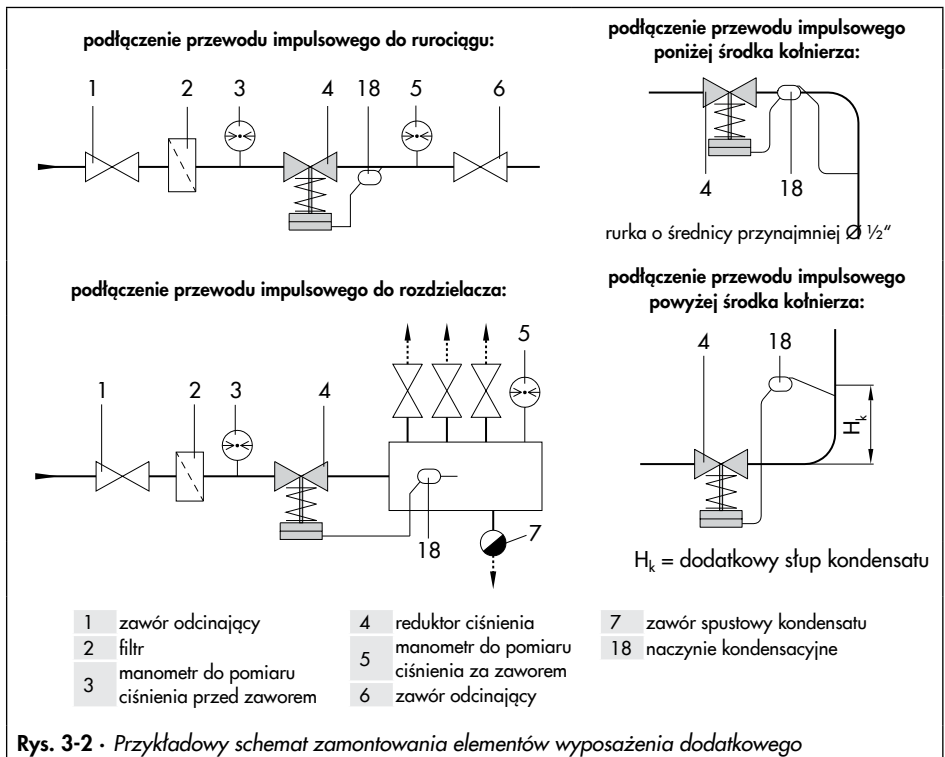 podłączenie przewodu impulsowego do rurociągu:
1 2 3 4 18 5 6
podłączenie przewodu impulsowego
poniżej środka kołnierza:
4 18
rurka o średnicy przynajmniej Ø ½“
podłączenie przewodu impulsowego do rozdzielacza:
1 2 3 4 5
18 7
podłączenie przewodu impulsowego
powyżej środka kołnierza:
4 18
Hk
Hk = dodatkowy słup kondensatu
1 zawór odcinający
2 filtr
3 manometr do pomiaru
ciśnienia przed zaworem
4 reduktor ciśnienia
5 manometr do pomiaru
ciśnienia za zaworem
6 zawór odcinający
7 zawór spustowy kondensatu
18 naczynie kondensacyjne
Rys. 3-2 · Przykładowy schemat zamontowania elementów wyposażenia dodatkowego